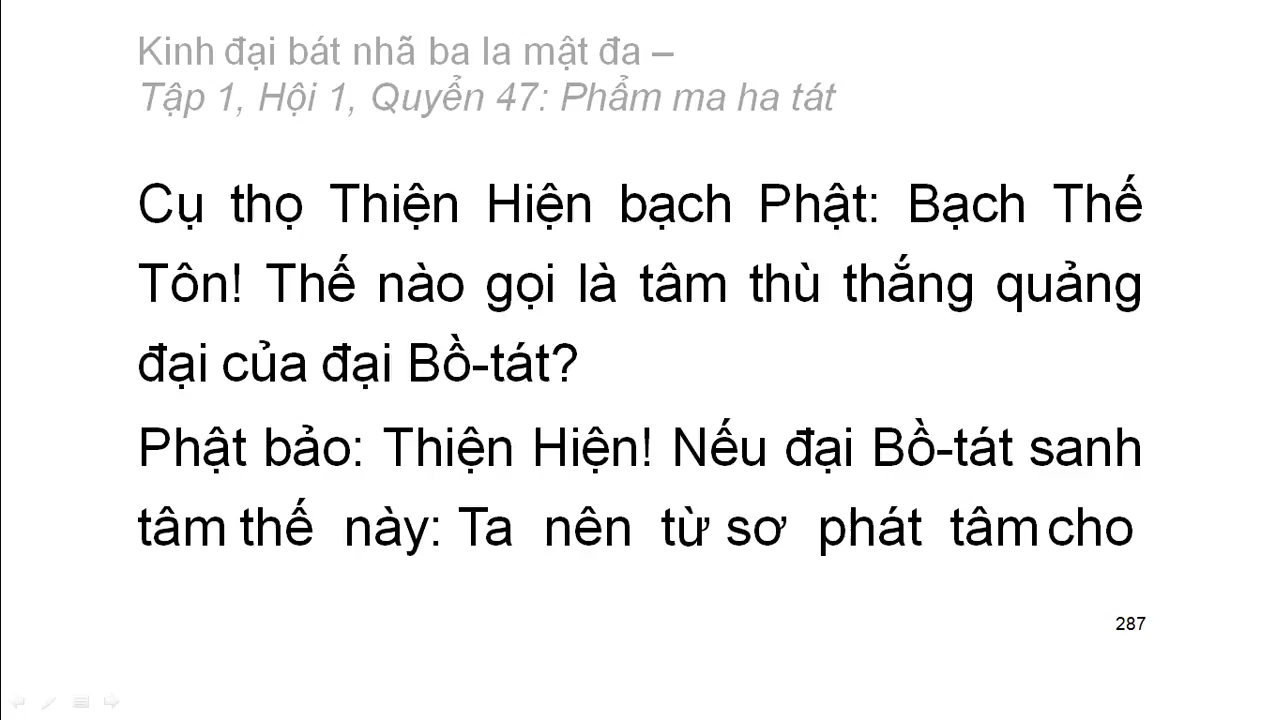 Kinh đại bát nhã ba la mật đa –
Tập 1, Hội 1, Quyển 47: Phẩm ma ha tát
Cụ thọ Thiện Hiện bạch Phật: Bạch Thế
Tôn! Thế nào gọi là tâm thù thắng quảng
đại của đại Bồ-tát?
Phật bảo: Thiện Hiện! Nếu đại Bồ-tát sanh
tâm thế này: Ta nên từ sơ phát tâm cho
287